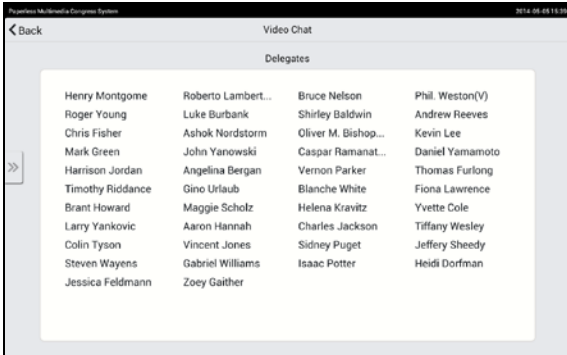 Paperless Multimedia Congress System 2014-05-05 15:39
Back Video Chat
Delegates
Henry Montgome Roberto Lambert... Bruce Nelson Phil. Weston(V)
Roger Young Luke Burbank Shirley Baldwin Andrew Reeves
Chris Fisher Ashok Nordstorm Oliver M. Bishop... Kevin Lee
Mark Green John Yanowski Caspar Ramanat... Daniel Yamamoto
Harrison Jordan Angelina Bergan Vernon Parker Thomas Furlong
Timothy Riddance Gino Urlaub Blanche White Fiona Lawrence
Brant Howard Maggie Scholz Helena Kravitz Yvette Cole
Larry Yankovic Aaron Hannah Charles Jackson Tiffany Wesley
Colin Tyson Vincent Jones Sidney Puget Jeffery Sheedy
Steven Wayens Gabriel Williams Isaac Potter Heidi Dorfman
Jessica Feldmann Zoey Gaither